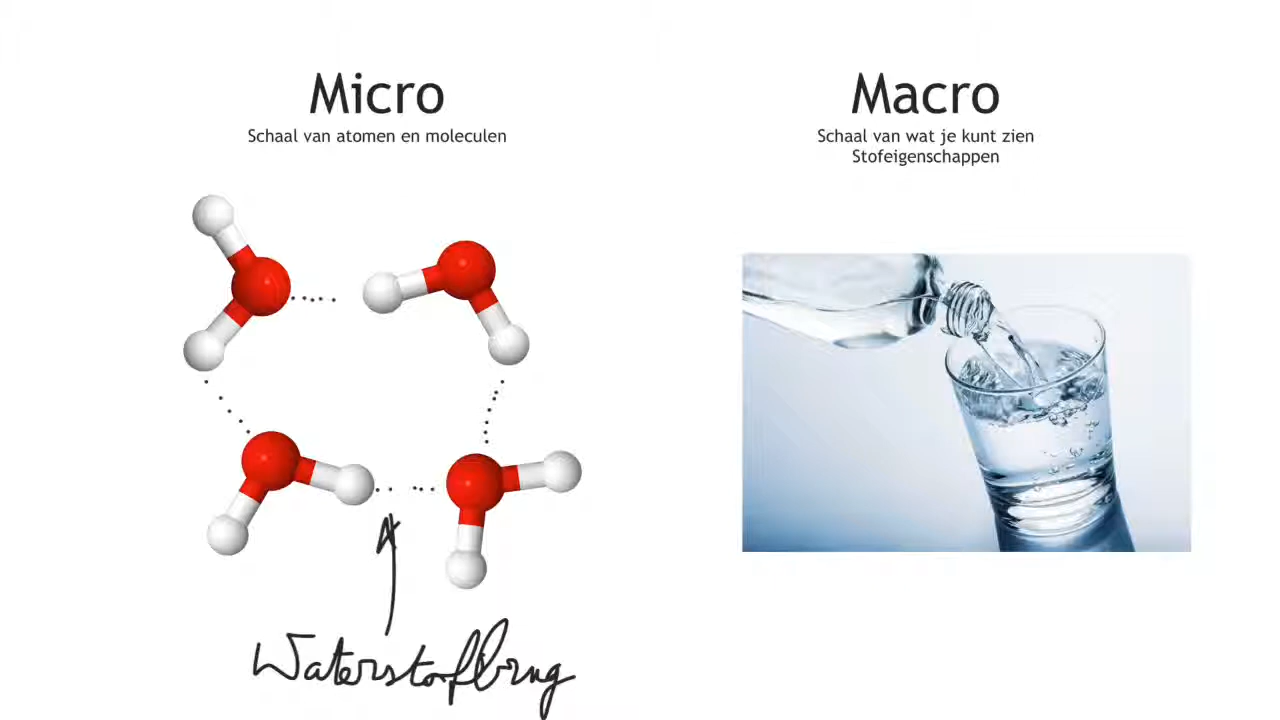 Micro
Schaal van atomen en moleculen
Macro
Schaal van wat je kunt zien
Stofeigenschappen
Waterstofbrug